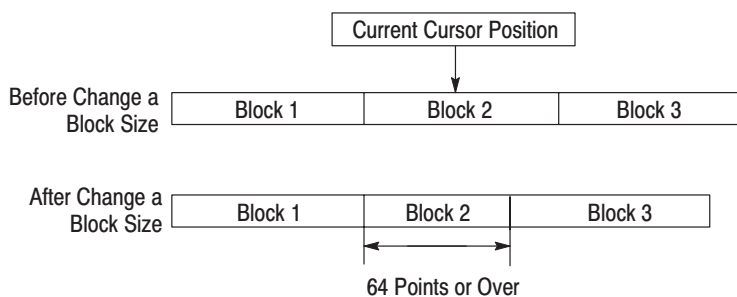 Current Cursor Position
Before Change a
Block Size
Block 1 Block 2 Block 3
After Change a
Block Size
Block 1 Block 2 Block 3
64 Points or Over